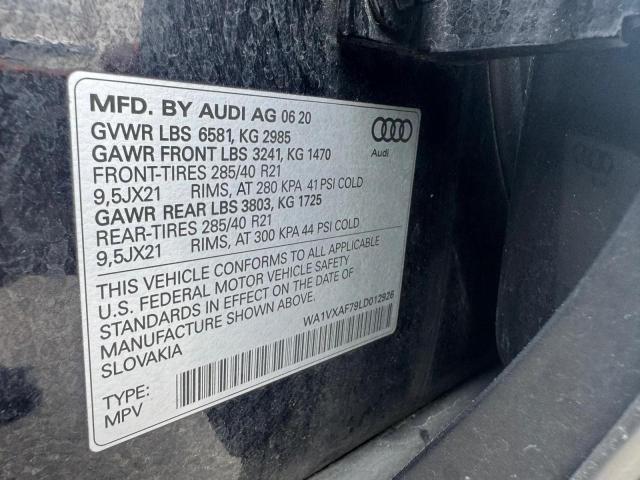 MFD. BY AUDI AG 06 20
GVWR LBS 6581, KG 2985
GAWR FRONT LBS 3241, KG 1470
FRONT-TIRES 285/40 R21
9,5JX21 RIMS, AT 280 KPA 41 PSI COLD
GAWR REAR LBS 3803, KG 1725
REAR-TIRES 285/40 R21
9,5JX21 RIMS, AT 300 KPA 44 PSI COLD
Audi
THIS VEHICLE CONFORMS TO ALL APPLICABLE
U.S. FEDERAL MOTOR VEHICLE SAFETY
STANDARDS IN EFFECT ON THE DATE OF
MANUFACTURE SHOWN ABOVE.
SLOVAKIA
WA1VXAF79LD012926
TYPE:
MPV